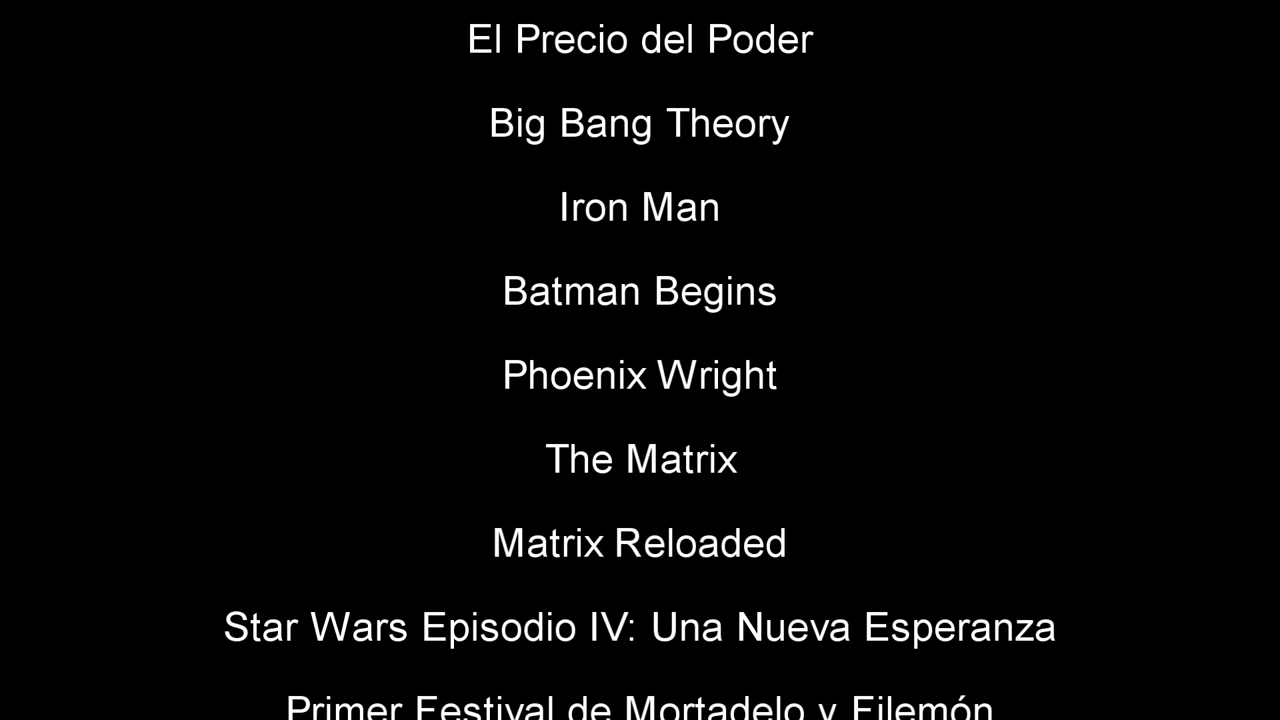 El Precio del Poder
Big Bang Theory
Iron Man
Batman Begins
Phoenix Wright
The Matrix
Matrix Reloaded
Star Wars Episodio IV: Una Nueva Esperanza
Primer Festival de Mortadelo y Filemón